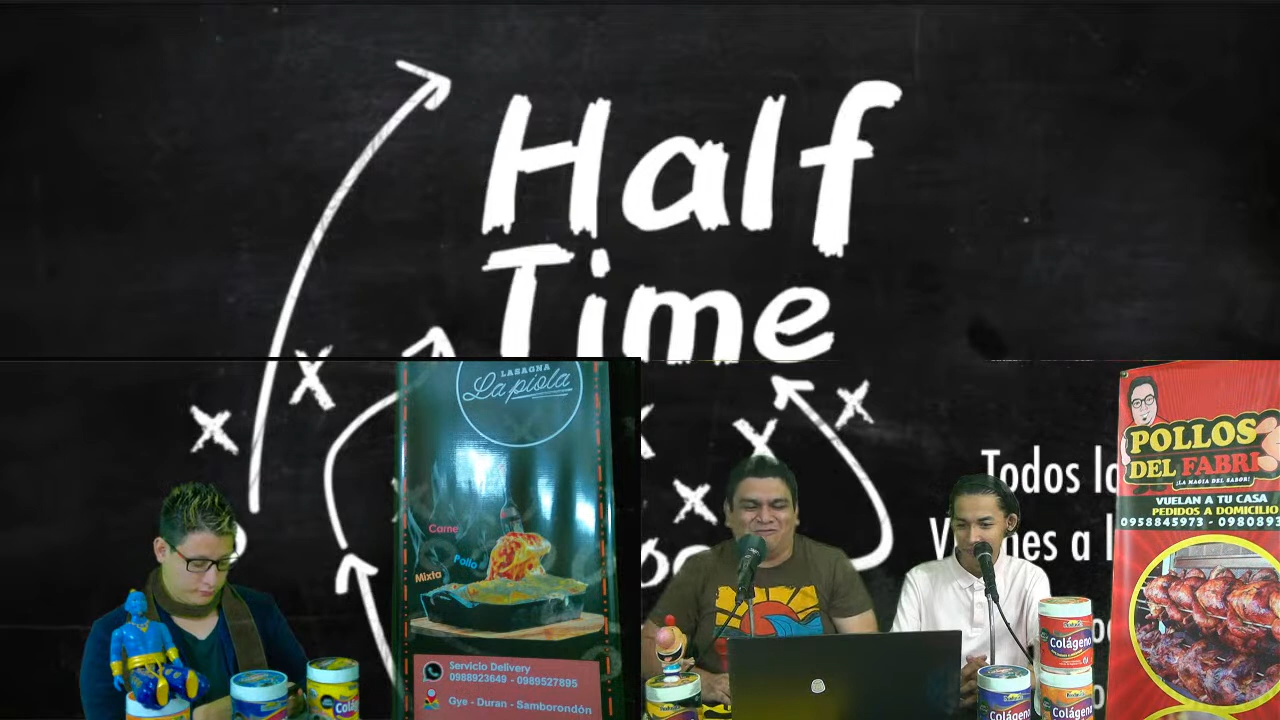 Half
Time
LASAGNA
La piola
Carne
Pollo
Mixta
Servicio Delivery
0988923649 - 0989527895
Gye - Duran - Samborondón
Todos lo
POLLOS
DEL FABRI
¡LA MAGIA DEL SABOR!
VUELAN A TU CASA
PEDIDOS A DOMICILIO
0958845973 - 0980893
Colágeno
Colágeno
Colágeno
Colágeno